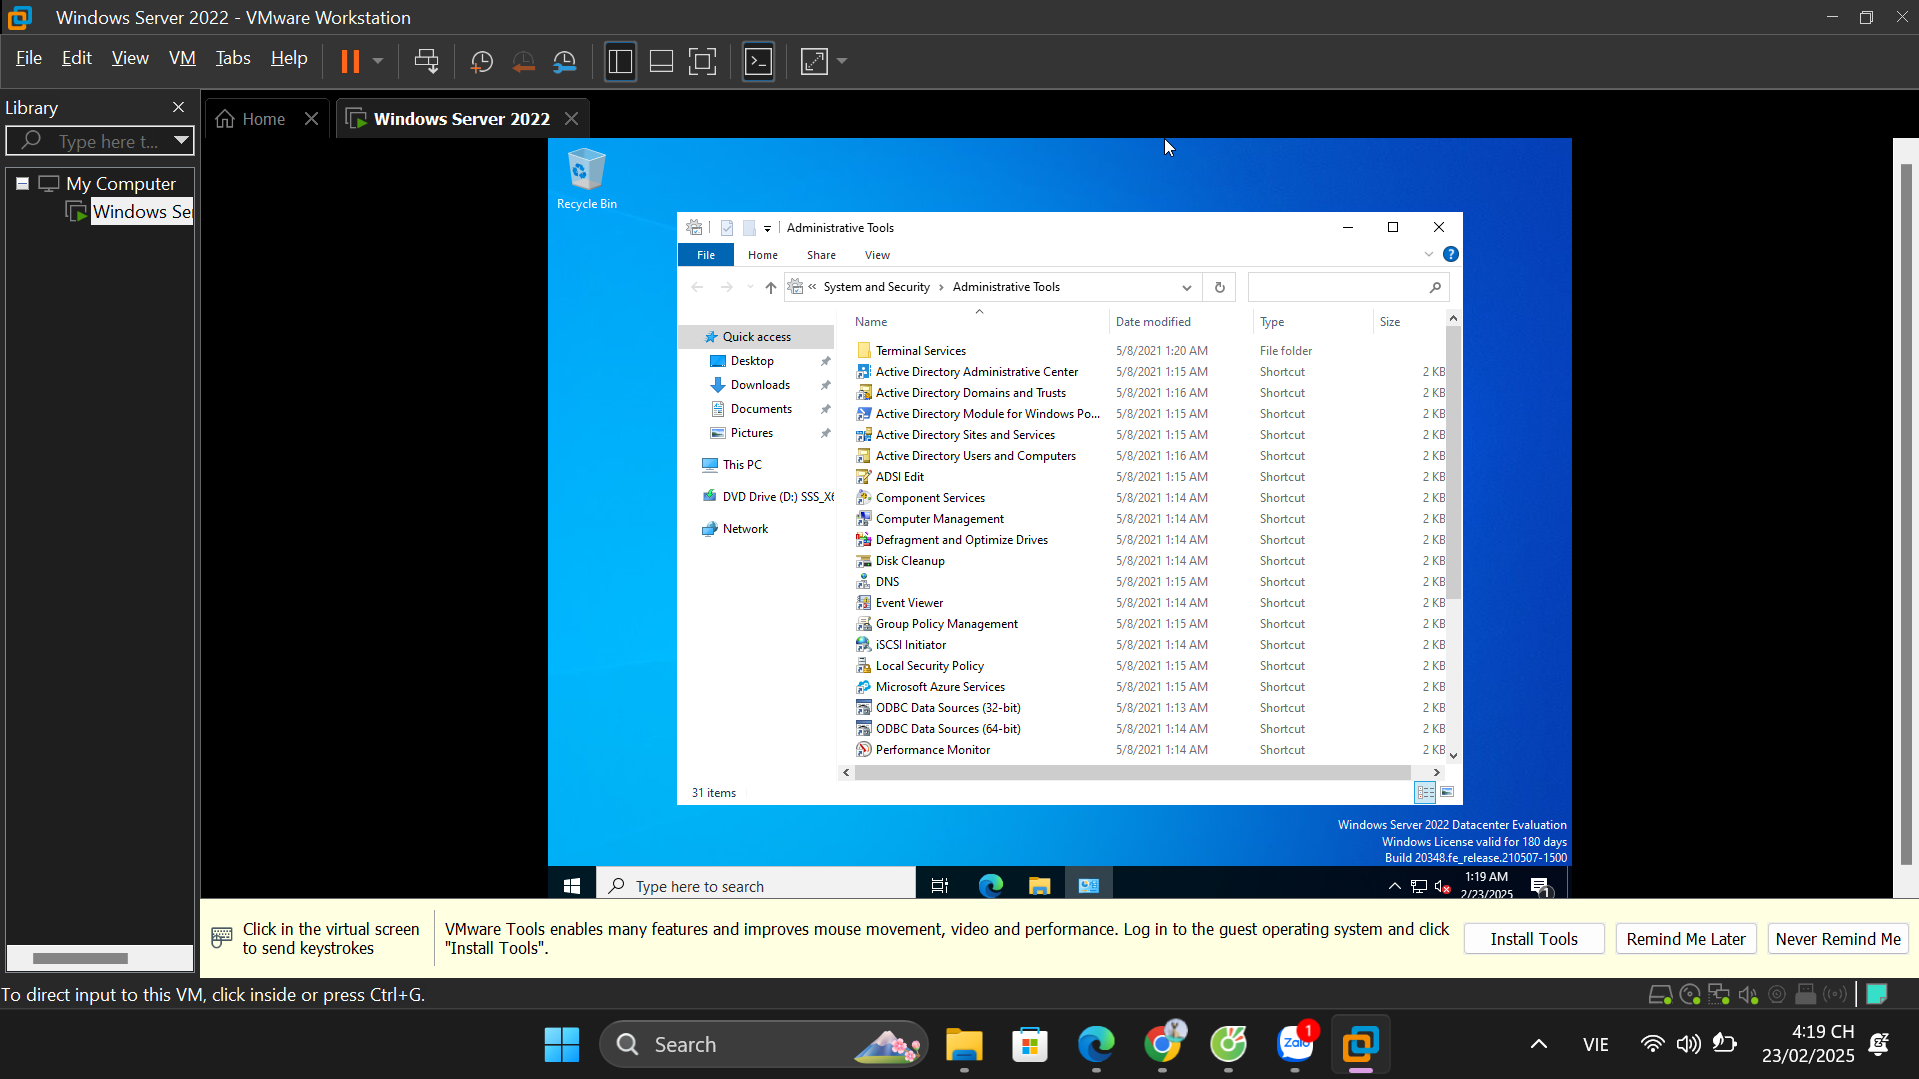 Windows Server 2022 - VMware Workstation
File Edit View VM Tabs Help
Library
Home
Windows Server 2022
Type here t...
My Computer
Windows Ser
Recycle Bin
Administrative Tools
File Home Share View
« System and Security › Administrative Tools
Name Date modified Type Size
Quick access
Desktop
Downloads
Documents
Pictures
This PC
DVD Drive (D:) SSS_X6
Network
Terminal Services 5/8/2021 1:20 AM File folder
Active Directory Administrative Center 5/8/2021 1:15 AM Shortcut 2 KB
Active Directory Domains and Trusts 5/8/2021 1:16 AM Shortcut 2 KB
Active Directory Module for Windows Po... 5/8/2021 1:15 AM Shortcut 2 KB
Active Directory Sites and Services 5/8/2021 1:15 AM Shortcut 2 KB
Active Directory Users and Computers 5/8/2021 1:16 AM Shortcut 2 KB
ADSI Edit 5/8/2021 1:15 AM Shortcut 2 KB
Component Services 5/8/2021 1:14 AM Shortcut 2 KB
Computer Management 5/8/2021 1:14 AM Shortcut 2 KB
Defragment and Optimize Drives 5/8/2021 1:14 AM Shortcut 2 KB
Disk Cleanup 5/8/2021 1:14 AM Shortcut 2 KB
DNS 5/8/2021 1:15 AM Shortcut 2 KB
Event Viewer 5/8/2021 1:14 AM Shortcut 2 KB
Group Policy Management 5/8/2021 1:15 AM Shortcut 2 KB
iSCSI Initiator 5/8/2021 1:14 AM Shortcut 2 KB
Local Security Policy 5/8/2021 1:15 AM Shortcut 2 KB
Microsoft Azure Services 5/8/2021 1:15 AM Shortcut 2 KB
ODBC Data Sources (32-bit) 5/8/2021 1:13 AM Shortcut 2 KB
ODBC Data Sources (64-bit) 5/8/2021 1:14 AM Shortcut 2 KB
Performance Monitor 5/8/2021 1:14 AM Shortcut 2 KB
31 items
Windows Server 2022 Datacenter Evaluation
Windows License valid for 180 days
Build 20348.fe_release.210507-1500
Type here to search
1:19 AM
2/23/2025
1
Click in the virtual screen
to send keystrokes
VMware Tools enables many features and improves mouse movement, video and performance. Log in to the guest operating system and click
"Install Tools".
Install Tools
Remind Me Later
Never Remind Me
To direct input to this VM, click inside or press Ctrl+G.
Search
Zalo
1
VIE
4:19 CH
23/02/2025